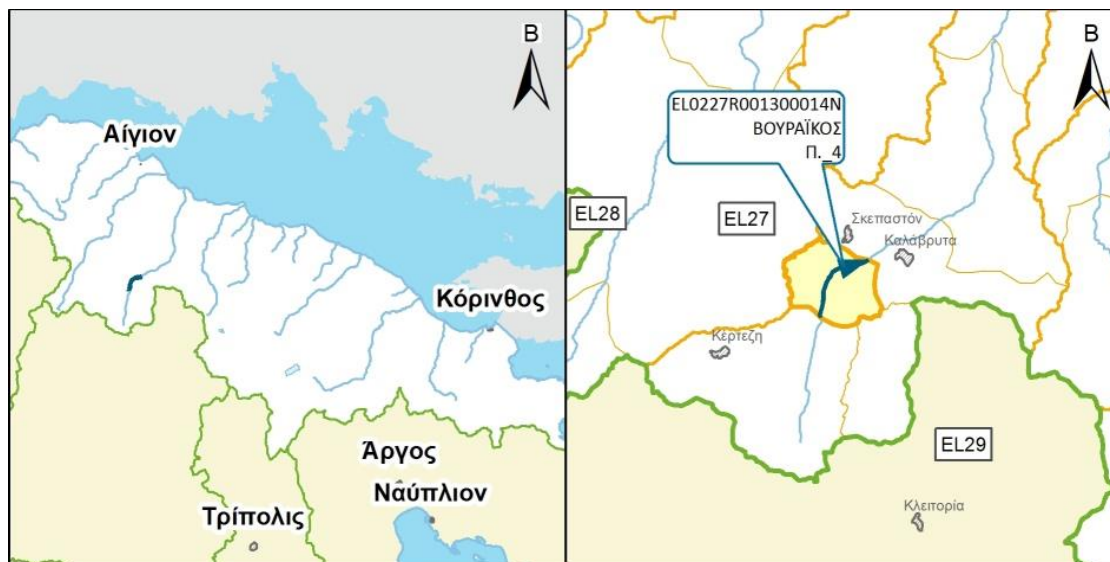 Β
Αίγιον
Κόρινθος
Άργος
Ναύπλιον
Τρίπολις
Β
EL0227R001300014N
ΒΟΥΡΑΪΚΟΣ
Π._4
EL28
EL27
Σκεπαστόν
Καλάβρυτα
Κέρτεζη
EL29
Κλειτορία